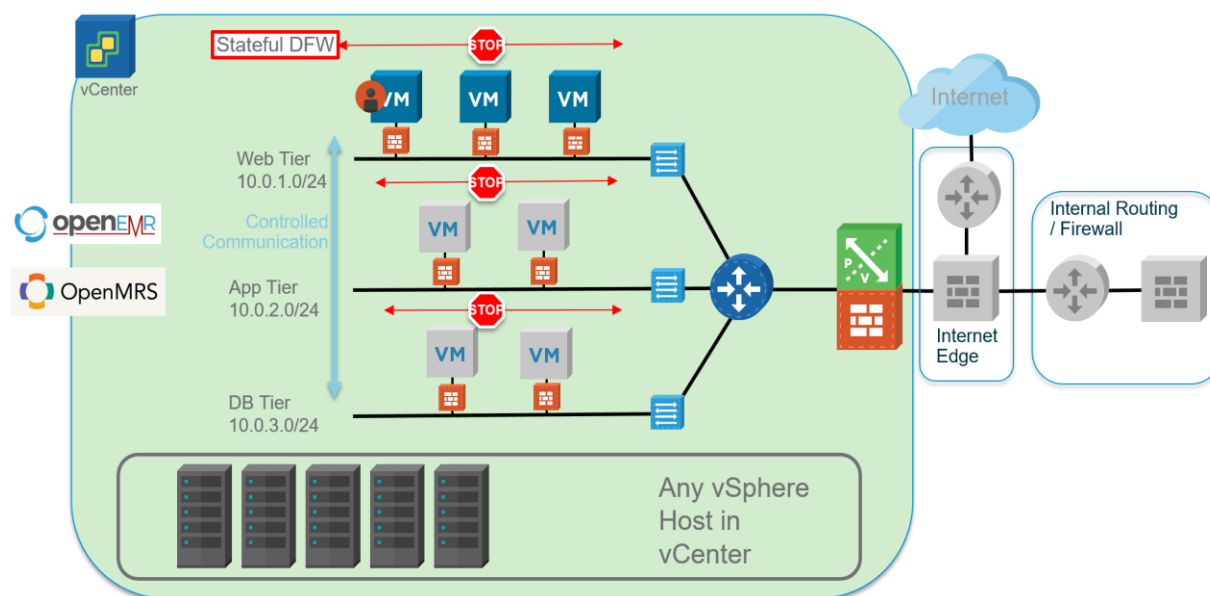 Stateful DFW
STOP
vCenter
VM
VM
VM
Internet
Web Tier
10.0.1.0/24
STOP
openEMR
Controlled
Communication
VM
VM
Internal Routing
/ Firewall
P
V
OpenMRS
App Tier
10.0.2.0/24
STOP
Internet
Edge
VM
VM
DB Tier
10.0.3.0/24
Any vSphere
Host in
vCenter